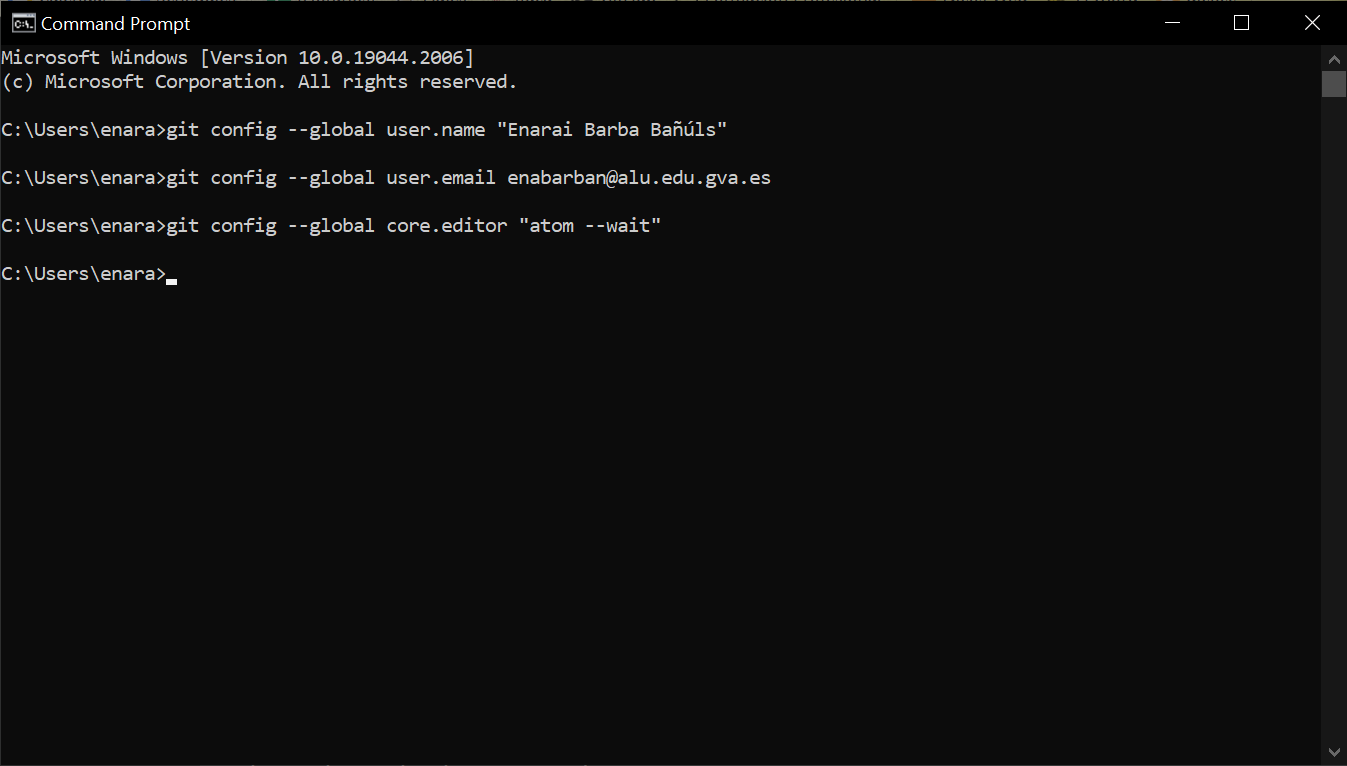 Command Prompt
Microsoft Windows [Version 10.0.19044.2006]
(c) Microsoft Corporation. All rights reserved.
C:\Users\enara>git config --global user.name "Enarai Barba Bañúls"
C:\Users\enara>git config --global user.email enabarban@alu.edu.gva.es
C:\Users\enara>git config --global core.editor "atom --wait"
C:\Users\enara>